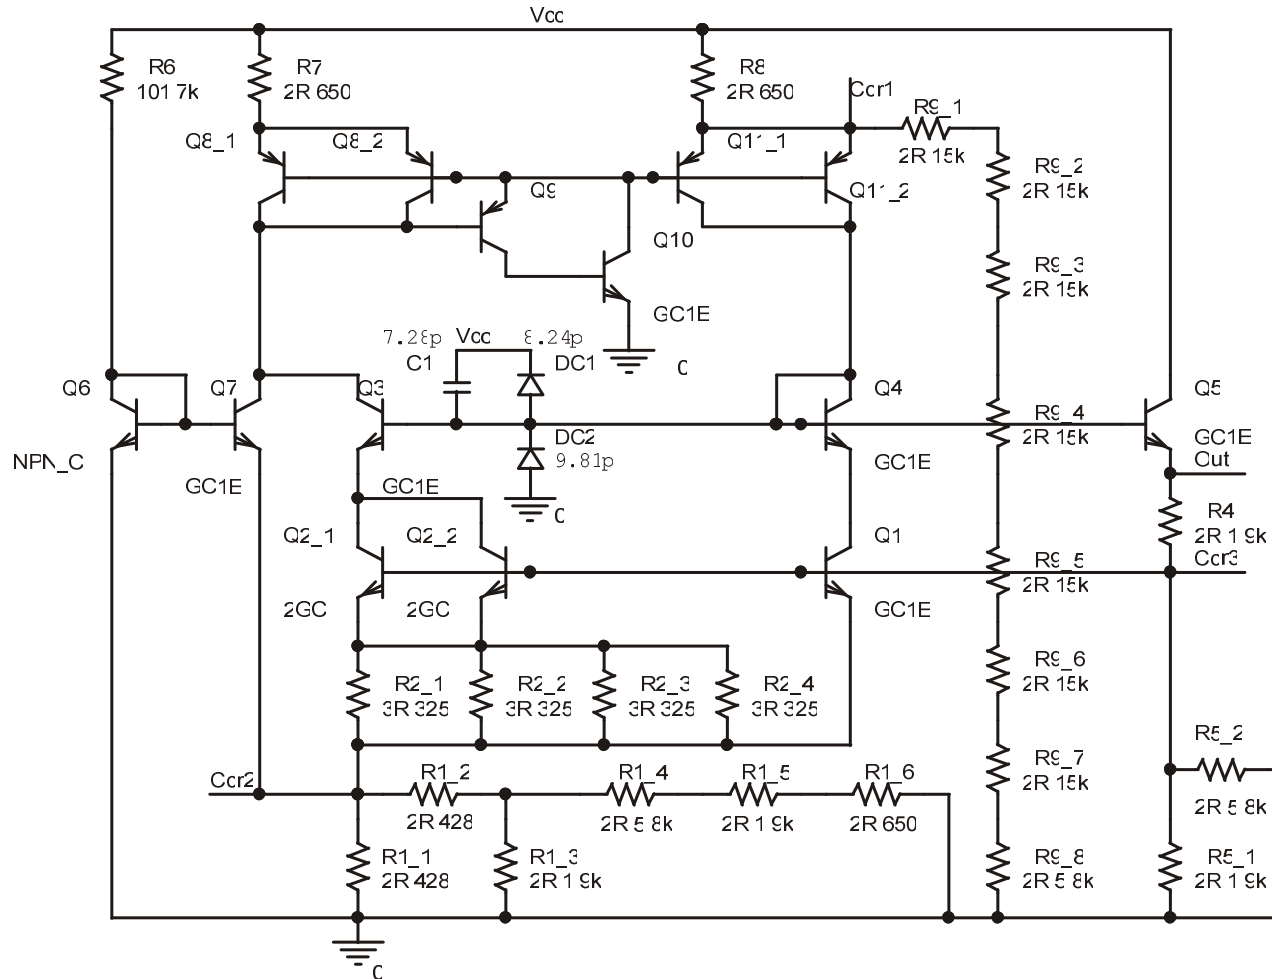 Vcc
R6
101 7k
R7
2R 650
R8
2R 650
Ccr1
R9_1
2R 15k
Q8_1
Q8_2
Q11_1
R9_2
2R 15k
Q9
Q11_2
Q10
R9_3
2R 15k
GC1E
7.28p
Vcc
8.24p
C1
DC1
0
Q6
Q7
Q3
Q4
Q5
R9_4
2R 15k
DC2
9.81p
NPN_C
GC1E
GC1E
GC1E
GC1E
Out
0
R4
2R 1 9k
Q2_1
Q2_2
Q1
R9_5
2R 15k
Ccr3
2GC
2GC
GC1E
R9_6
2R 15k
R2_1
3R 325
R2_2
3R 325
R2_3
3R 325
R2_4
3R 325
R5_2
2R 5 8k
Ccr2
R1_2
2R 428
R1_4
2R 5 8k
R1_5
2R 1 9k
R1_6
2R 650
R9_7
2R 15k
R1_1
2R 428
R1_3
2R 1 9k
R9_8
2R 5 8k
R5_1
2R 1 9k
0